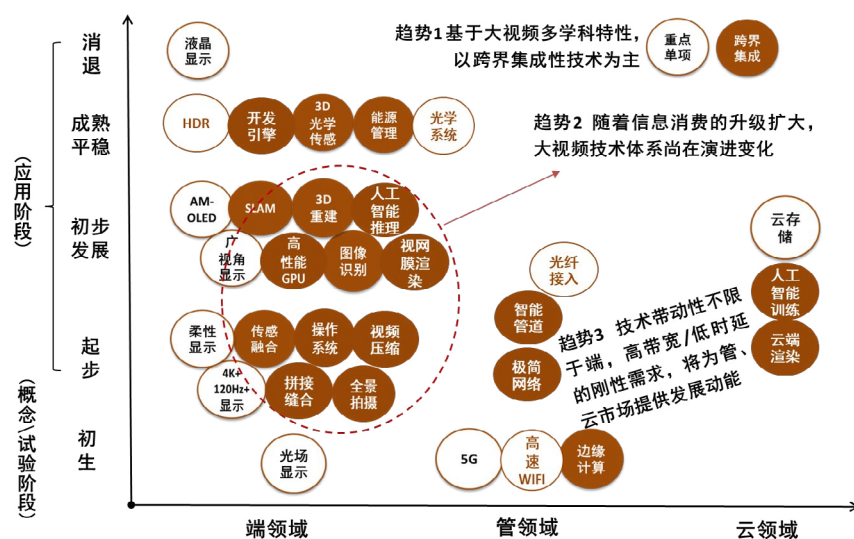 消
退
液晶
显示
趋势1基于大视频多学科特性，
以跨界集成性技术为主
重点
单项
跨界
集成
成熟
平稳
HDR
开发
引擎
3D
光学
传感
能源
管理
光学
系统
趋势2 随着信息消费的升级扩大，
大视频技术体系尚在演进变化
(应用阶段)
初步
发展
AM-
OLED
SLAM
3D
重建
人工
智能
推理
广
视角
显示
高
性能
GPU
图像
识别
视网
膜渲
染
云存
储
光纤
接入
人工
智能
训练
智能
管道
云端
渲染
极简
网络
趋势3 技术带动性不限
于端，高带宽/低时延
的刚性需求，将为管、
云市场提供发展动能
起
步
柔性
显示
传感
融合
操作
系统
视频
压缩
4K+
120Hz+
显示
拼接
缝合
全景
拍摄
(概念\试验阶段)
初
生
光场
显示
5G
高
速
WIFI
边缘
计算
端领域
管领域
云领域